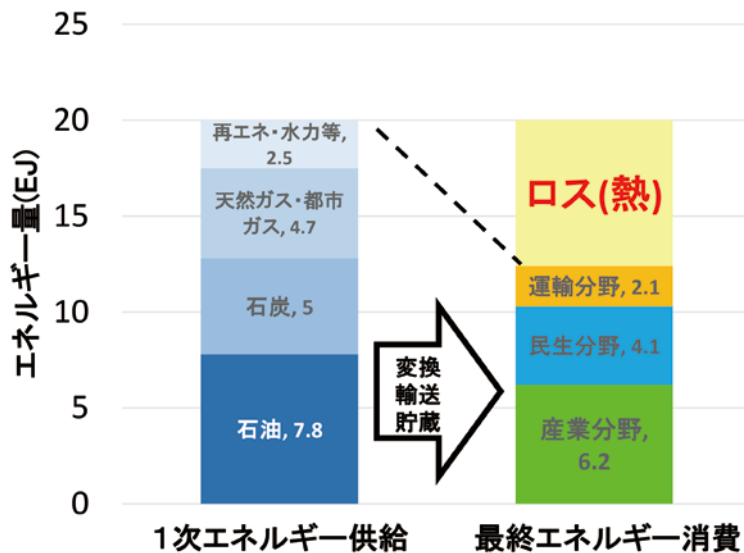 エネルギー量(EJ)
25
20
15
10
5
0
再エネ・水力等,
2.5
天然ガス・都市
ガス, 4.7
石炭, 5
石油, 7.8
変換
輸送
貯蔵
ロス(熱)
運輸分野, 2.1
民生分野, 4.1
産業分野,
6.2
1次エネルギー供給
最終エネルギー消費